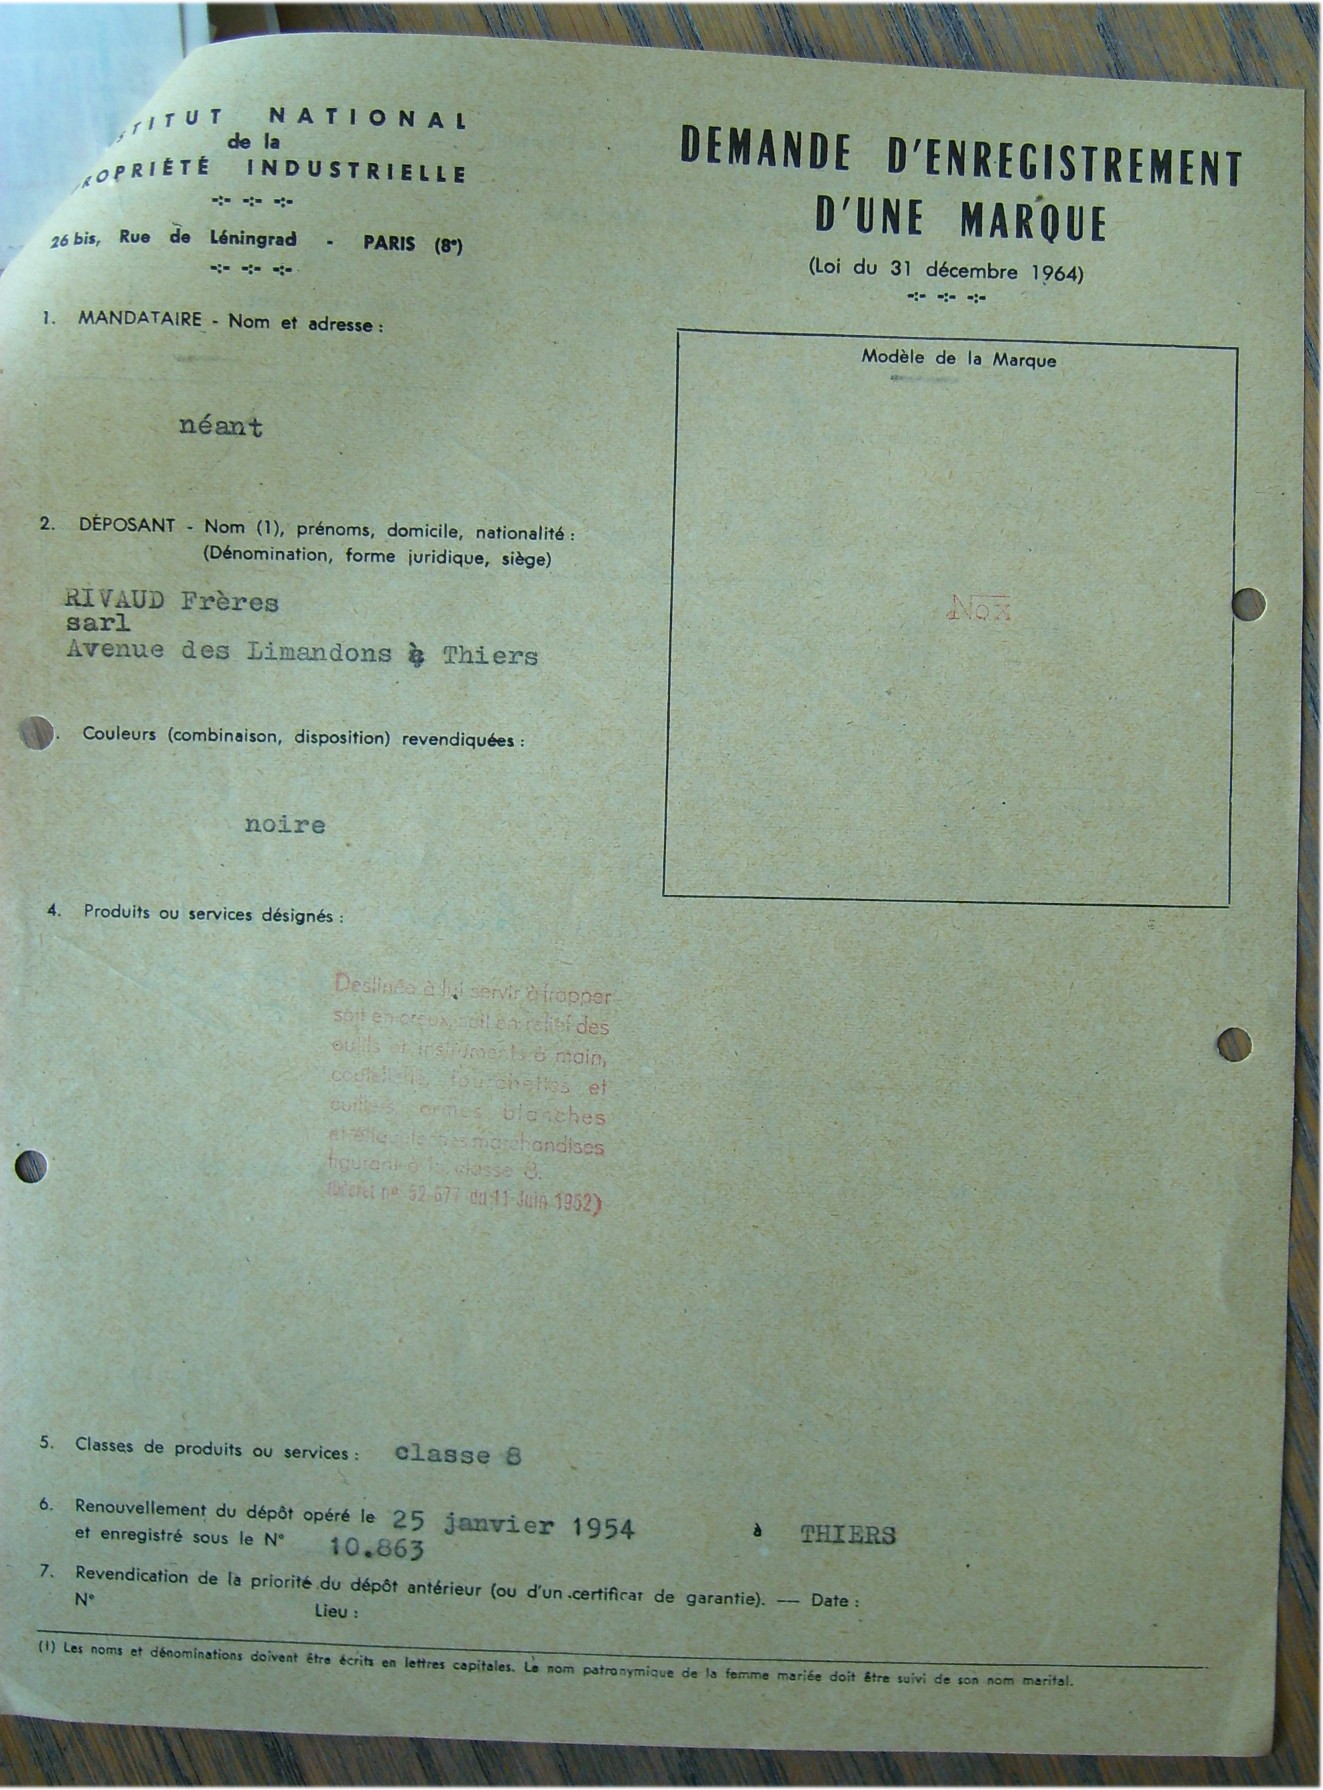 STITUT NATIONAL
de la
ROPRIÉTÉ INDUSTRIELLE
-:- -:- -:-
26 bis, Rue de Léningrad - PARIS (8e)
-:- -:- -:-
DEMANDE D'ENREGISTREMENT
D'UNE MARQUE
(Loi du 31 décembre 1964)
-:- -:- -:-
1. MANDATAIRE - Nom et adresse :
néant
Modèle de la Marque
Nox
2. DÉPOSANT - Nom (1), prénoms, domicile, nationalité :
(Dénomination, forme juridique, siège)
RIVAUD Frères
sarl
Avenue des Limandons à Thiers
. Couleurs (combinaison, disposition) revendiquées :
noire
4. Produits ou services désignés :
Destinée à lui servir à frapper
soit en creux, soit en relief des
outils et instruments à main,
coutellerie, fourchettes et
cuillers, armes blanches
et étiqueter les marchandises
figurant à la classe 8.
(Décret nº 52-677 du 11 Juin 1952)
5. Classes de produits ou services : classe 8
6. Renouvellement du dépôt opéré le 25 janvier 1954 à THIERS
et enregistré sous le Nº 10.863
7. Revendication de la priorité du dépôt antérieur (ou d'un certificat de garantie). — Date :
Nº Lieu :
(1) Les noms et dénominations doivent être écrits en lettres capitales. Le nom patronymique de la femme mariée doit être suivi de son nom marital.